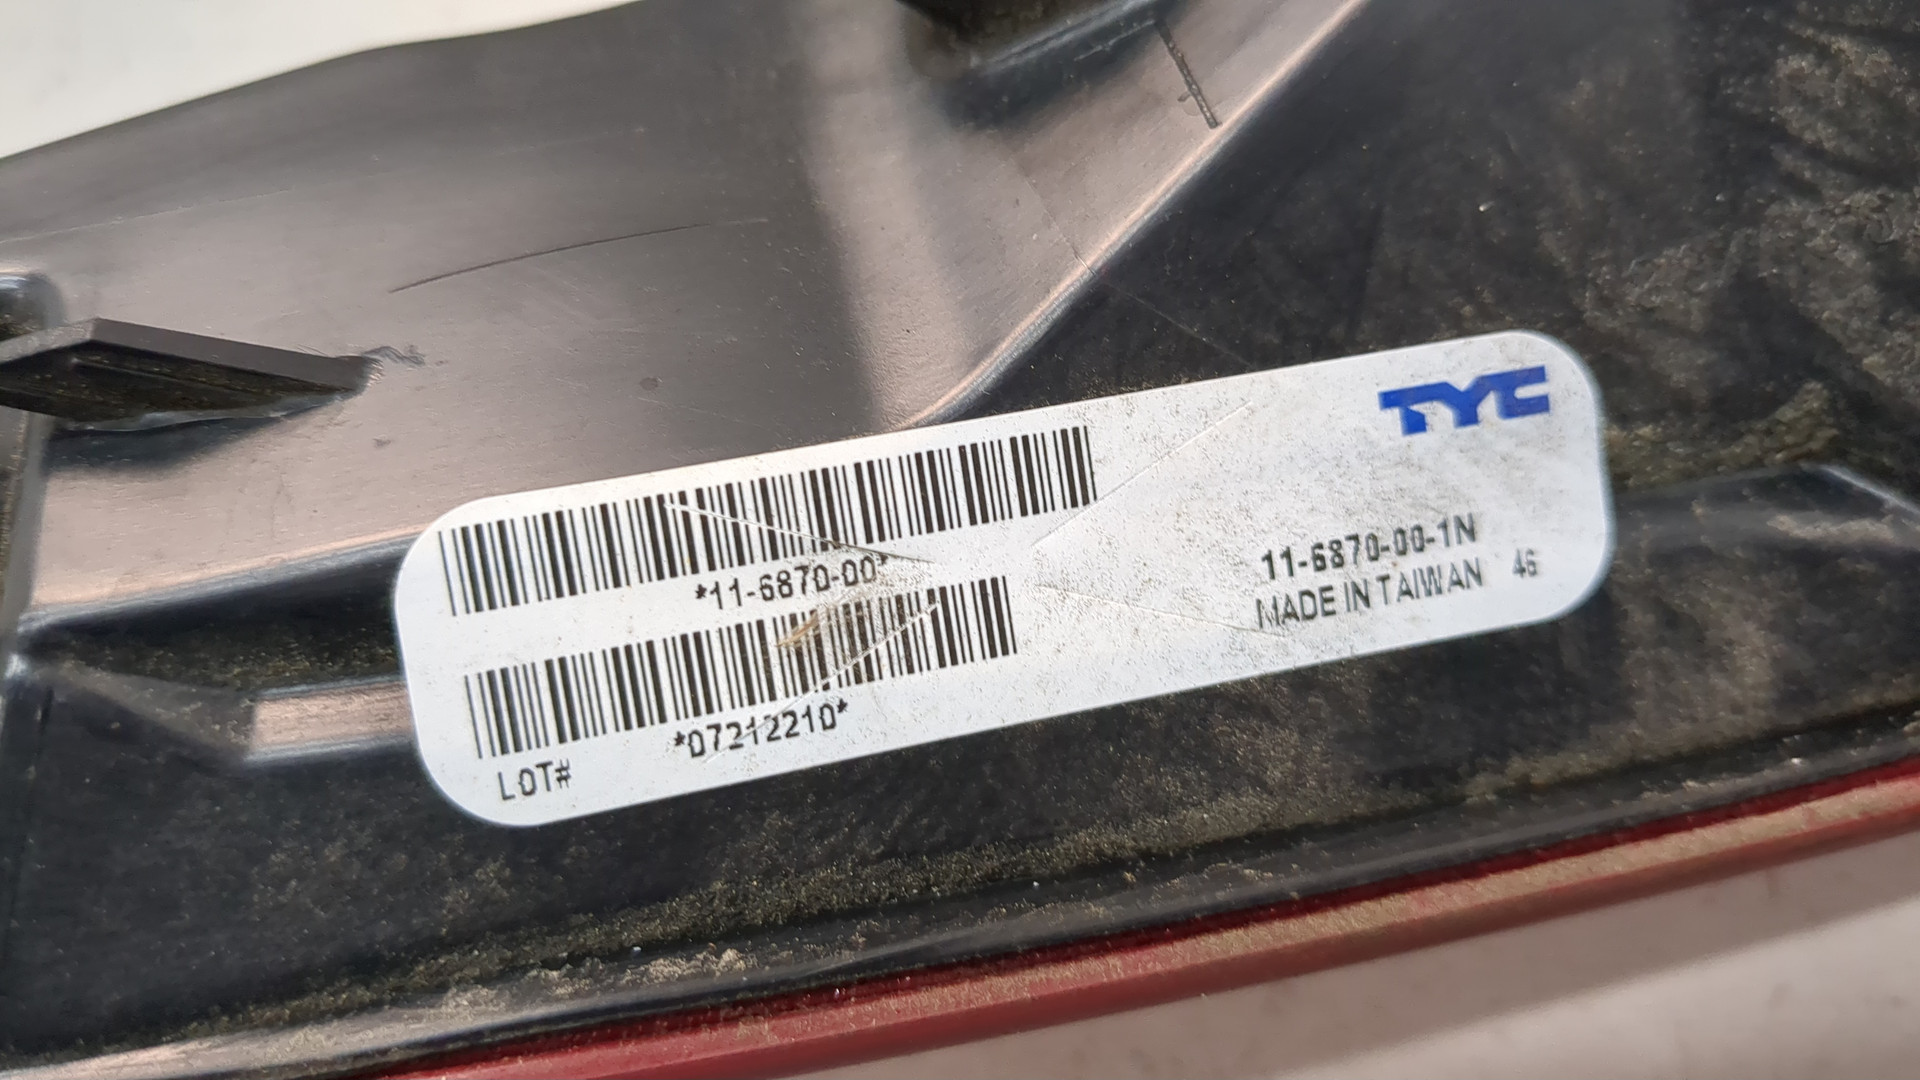 TYC
*11-6870-00*
11-6870-00-1N
MADE IN TAIWAN 46
*07212210*
LOT#